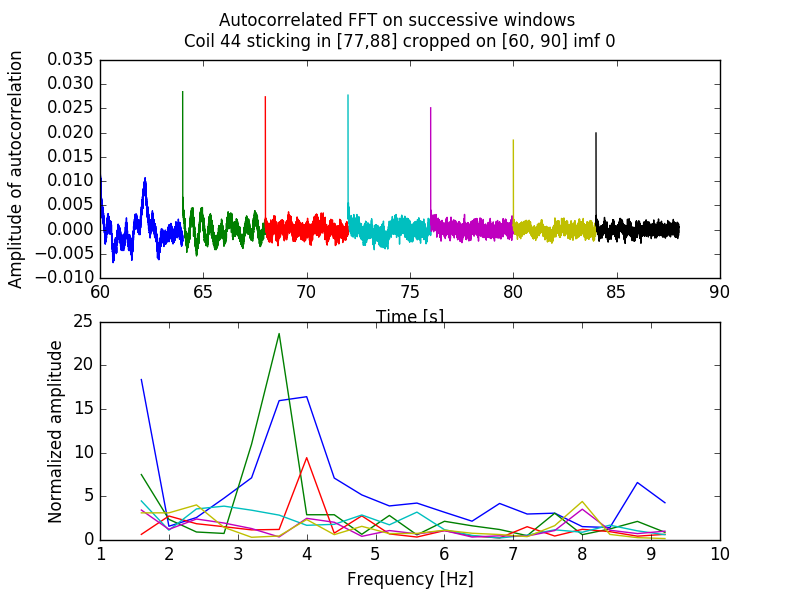 Autocorrelated FFT on successive windows
Coil 44 sticking in [77,88] cropped on [60, 90] imf 0
Amplitude of autocorrelation
0.035
0.030
0.025
0.020
0.015
0.010
0.005
0.000
−0.005
−0.010
60 65 70 75 80 85 90
Time [s]
Normalized amplitude
25
20
15
10
5
0
1 2 3 4 5 6 7 8 9 10
Frequency [Hz]